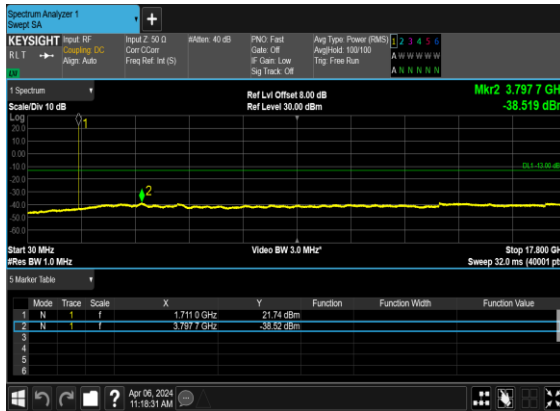 Spectrum Analyzer 1
Swept SA
KEYSIGHT
RLT
Input: RF
Coupling: DC
Align: Auto
Input Z: 50 Ω
Corr CCorr
Freq Ref: Int (S)
#Atten: 40 dB
PNO: Fast
Gate: Off
IF Gain: Low
Sig Track: Off
Avg Type: Power (RMS)
Avg|Hold: 100/100
Trig: Free Run
1 2 3 4 5 6
A W W W W W
A N N N N N
1 Spectrum
Scale/Div 10 dB
Ref Lvl Offset 8.00 dB
Ref Level 30.00 dBm
Mkr2 3.797 7 GH
-38.519 dBr
Log
20.0
10.0
0.00
-10.0
-20.0
-30.0
-40.0
-50.0
-60.0
1
2
DL1 -13.00 dB
Start 30 MHz
#Res BW 1.0 MHz
Video BW 3.0 MHz*
Stop 17.800 GH
Sweep 32.0 ms (40001 pt
5 Marker Table
Mode Trace Scale X Y Function Function Width Function Value
1 N 1 f 1.711 0 GHz 21.74 dBm
2 N 1 f 3.797 7 GHz -38.52 dBm
3
4
5
6
?
Apr 06, 2024
11:18:31 AM